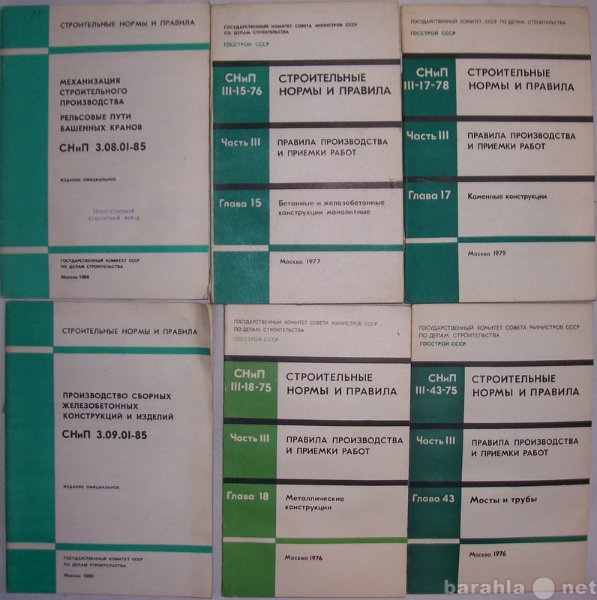 СТРОИТЕЛЬНЫЕ НОРМЫ И ПРАВИЛА
МЕХАНИЗАЦИЯ
СТРОИТЕЛЬНОГО
ПРОИЗВОДСТВА
РЕЛЬСОВЫЕ ПУТИ
БАШЕННЫХ КРАНОВ
СНиП 3.08.01-85
ИЗДАНИЕ ОФИЦИАЛЬНОЕ
ГОСУДАРСТВЕННЫЙ КОМИТЕТ СССР
ПО ДЕЛАМ СТРОИТЕЛЬСТВА
Москва
ГОСУДАРСТВЕННЫЙ КОМИТЕТ СОВЕТА МИНИСТРОВ СССР
ПО ДЕЛАМ СТРОИТЕЛЬСТВА
ГОССТРОЙ СССР
СНиП
III-15-76
СТРОИТЕЛЬНЫЕ
НОРМЫ И ПРАВИЛА
Часть III
ПРАВИЛА ПРОИЗВОДСТВА
И ПРИЕМКИ РАБОТ
Глава 15
Бетонные и железобетонные
конструкции монолитные
Москва 1977
ГОСУДАРСТВЕННЫЙ КОМИТЕТ СССР ПО ДЕЛАМ СТРОИТЕЛЬСТВА
ГОССТРОЙ СССР
СНиП
III-17-78
СТРОИТЕЛЬНЫЕ
НОРМЫ И ПРАВИЛА
Часть III
ПРАВИЛА ПРОИЗВОДСТВА
И ПРИЕМКИ РАБОТ
Глава 17
Каменные конструкции
Москва 1979
СТРОИТЕЛЬНЫЕ НОРМЫ И ПРАВИЛА
ПРОИЗВОДСТВО СБОРНЫХ
ЖЕЛЕЗОБЕТОННЫХ
КОНСТРУКЦИЙ И ИЗДЕЛИЙ
СНиП 3.09.01-85
ИЗДАНИЕ ОФИЦИАЛЬНОЕ
ГОСУДАРСТВЕННЫЙ КОМИТЕТ СССР
ПО ДЕЛАМ СТРОИТЕЛЬСТВА
Москва
ГОСУДАРСТВЕННЫЙ КОМИТЕТ СОВЕТА МИНИСТРОВ СССР
ПО ДЕЛАМ СТРОИТЕЛЬСТВА
ГОССТРОЙ СССР
СНиП
III-18-75
СТРОИТЕЛЬНЫЕ
НОРМЫ И ПРАВИЛА
Часть III
ПРАВИЛА ПРОИЗВОДСТВА
И ПРИЕМКИ РАБОТ
Глава 18
Металлические
конструкции
Москва 1976
ГОСУДАРСТВЕННЫЙ КОМИТЕТ СОВЕТА МИНИСТРОВ СССР
ПО ДЕЛАМ СТРОИТЕЛЬСТВА
ГОССТРОЙ СССР
СНиП
III-43-75
СТРОИТЕЛЬНЫЕ
НОРМЫ И ПРАВИЛА
Часть III
ПРАВИЛА ПРОИЗВОДСТВА
И ПРИЕМКИ РАБОТ
Глава 43
Мосты и трубы
Москва 1976
barahla.net